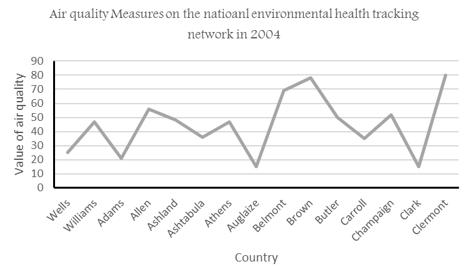 Air quality Measures on the natioanl environmental health tracking
network in 2004
90
80
70
60
50
40
30
20
10
0
Value of air quality
Wells
Williams
Adams
Allen
Ashland
Ashtabula
Athens
Auglaize
Belmont
Brown
Butler
Carroll
Champaign
Clark
Clermont
Country